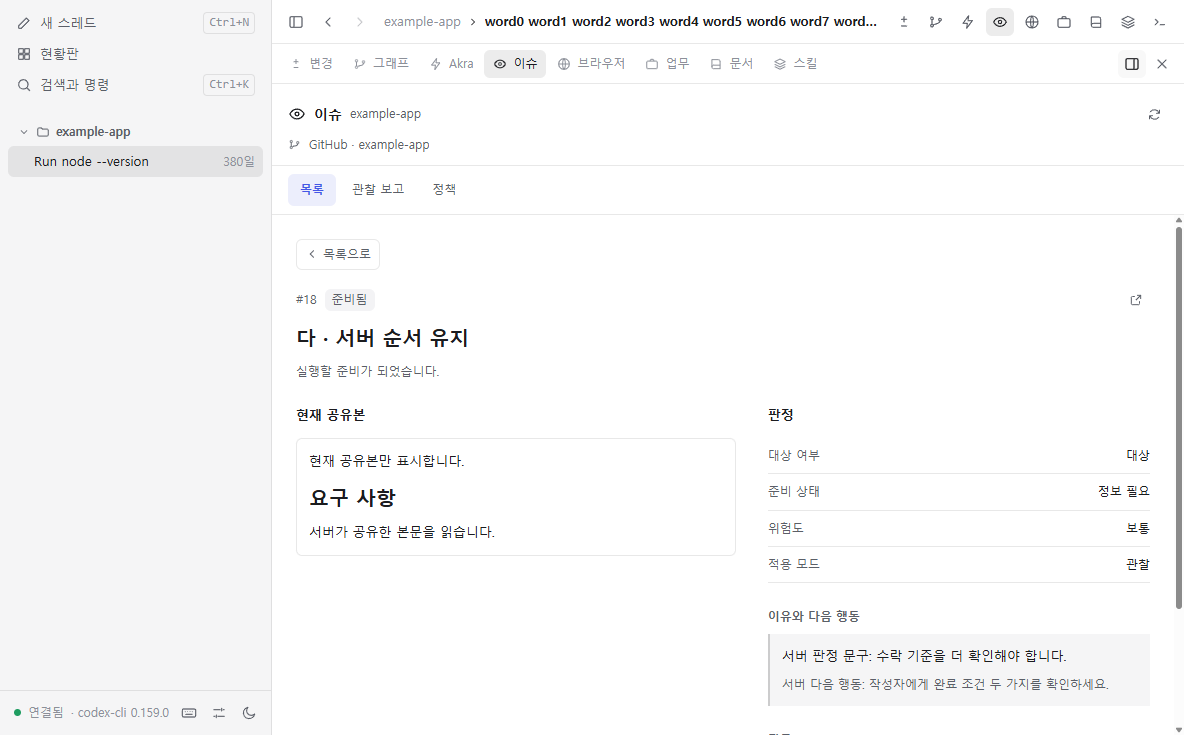 새 스레드 Ctrl+N
현황판
검색과 명령 Ctrl+K
example-app
Run node --version 380일
연결됨 · codex-cli 0.159.0
example-app › word0 word1 word2 word3 word4 word5 word6 word7 word...
변경 그래프 Akra 이슈 브라우저 업무 문서 스킬
이슈 example-app
GitHub · example-app
목록 관찰 보고 정책
목록으로
#18 준비됨
다 · 서버 순서 유지
실행할 준비가 되었습니다.
현재 공유본
현재 공유본만 표시합니다.
요구 사항
서버가 공유한 본문을 읽습니다.
판정
대상 여부 대상
준비 상태 정보 필요
위험도 보통
적용 모드 관찰
이유와 다음 행동
서버 판정 문구: 수락 기준을 더 확인해야 합니다.
서버 다음 행동: 작성자에게 완료 조건 두 가지를 확인하세요.